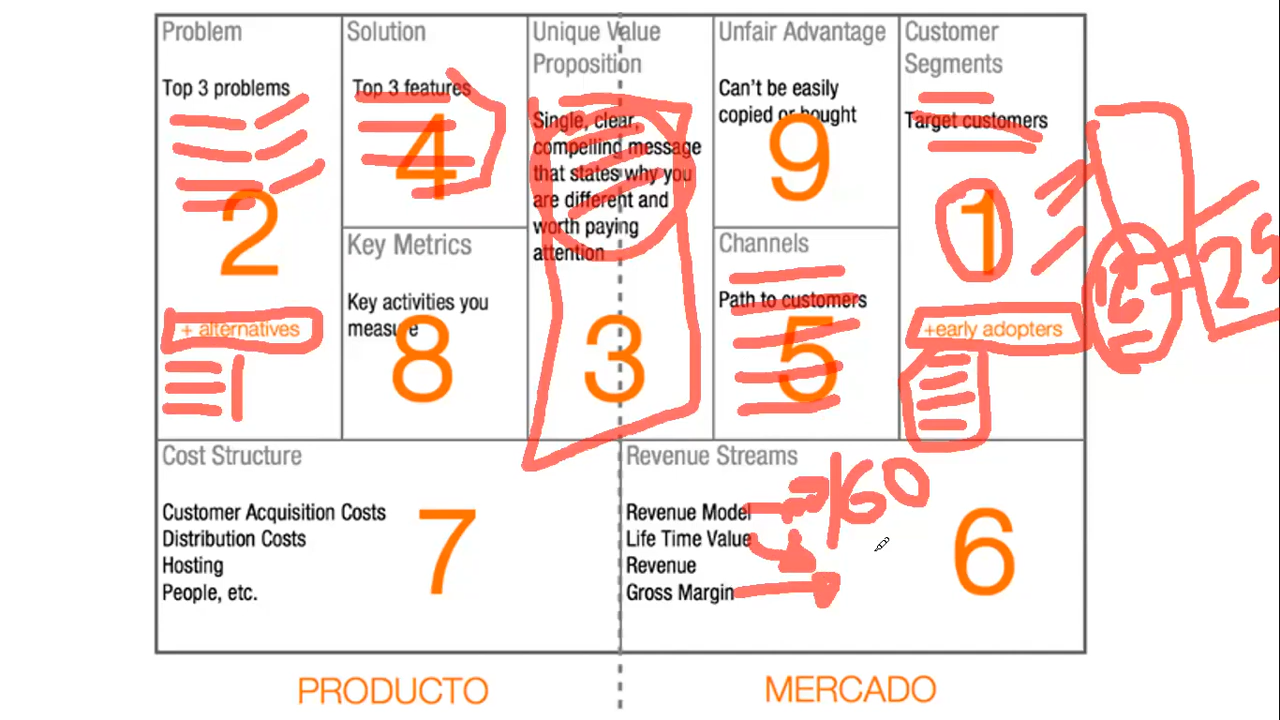 Problem
Top 3 problems
2
+ alternatives
Solution
Top 3 features
4
Key Metrics
Key activities you
measure
8
Unique Value
Proposition
Single, clear,
compelling message
that states why you
are different and
worth paying
attention
3
Unfair Advantage
Can't be easily
copied or bought
9
Channels
Path to customers
5
Customer
Segments
Target customers
1
+early adopters
Cost Structure
Customer Acquisition Costs
Distribution Costs
Hosting
People, etc.
7
Revenue Streams
Revenue Model
Life Time Value
Revenue
Gross Margin
6
PRODUCTO
MERCADO